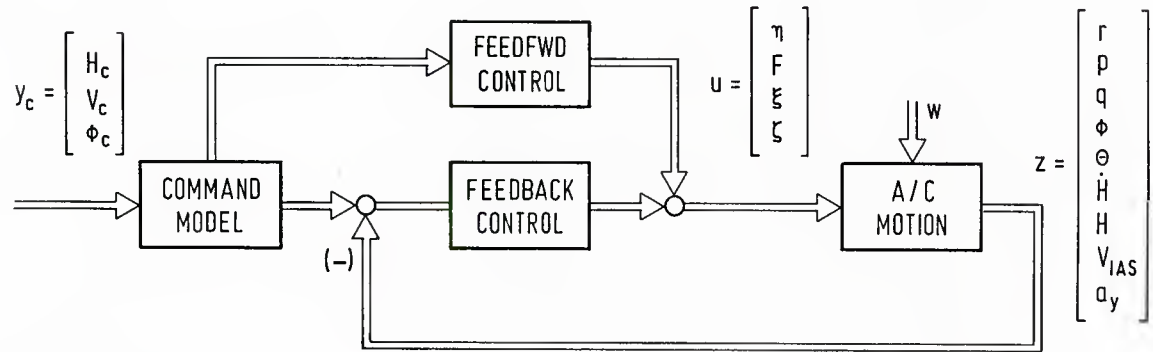 y_c = [ H_c
V_c
Φ_c ]
FEEDFWD
CONTROL
u = [ η
F
ξ
ζ ]
w
z = [ r
p
q
Φ
Θ
Ḣ
H
V_IAS
a_y ]
COMMAND
MODEL
(–)
FEEDBACK
CONTROL
A/C
MOTION